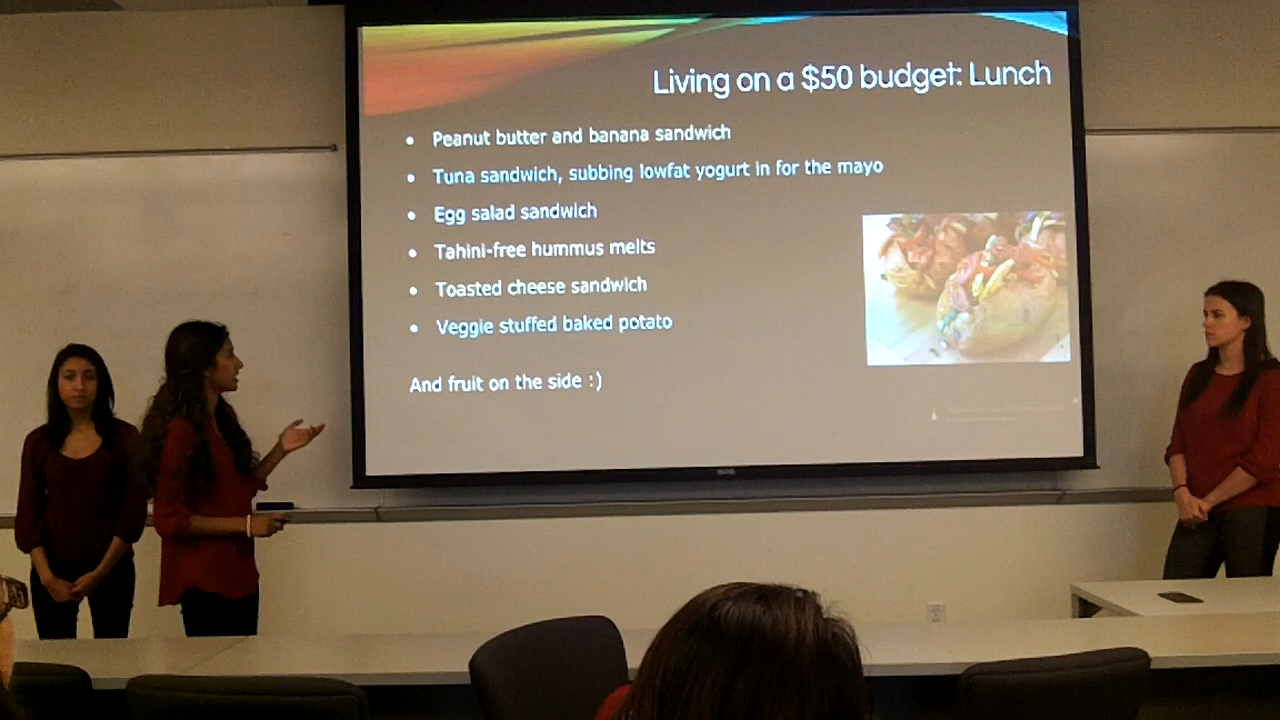 Living on a $50 budget: Lunch
• Peanut butter and banana sandwich
• Tuna sandwich, subbing lowfat yogurt in for the mayo
• Egg salad sandwich
• Tahini-free hummus melts
• Toasted cheese sandwich
• Veggie stuffed baked potato
And fruit on the side :)